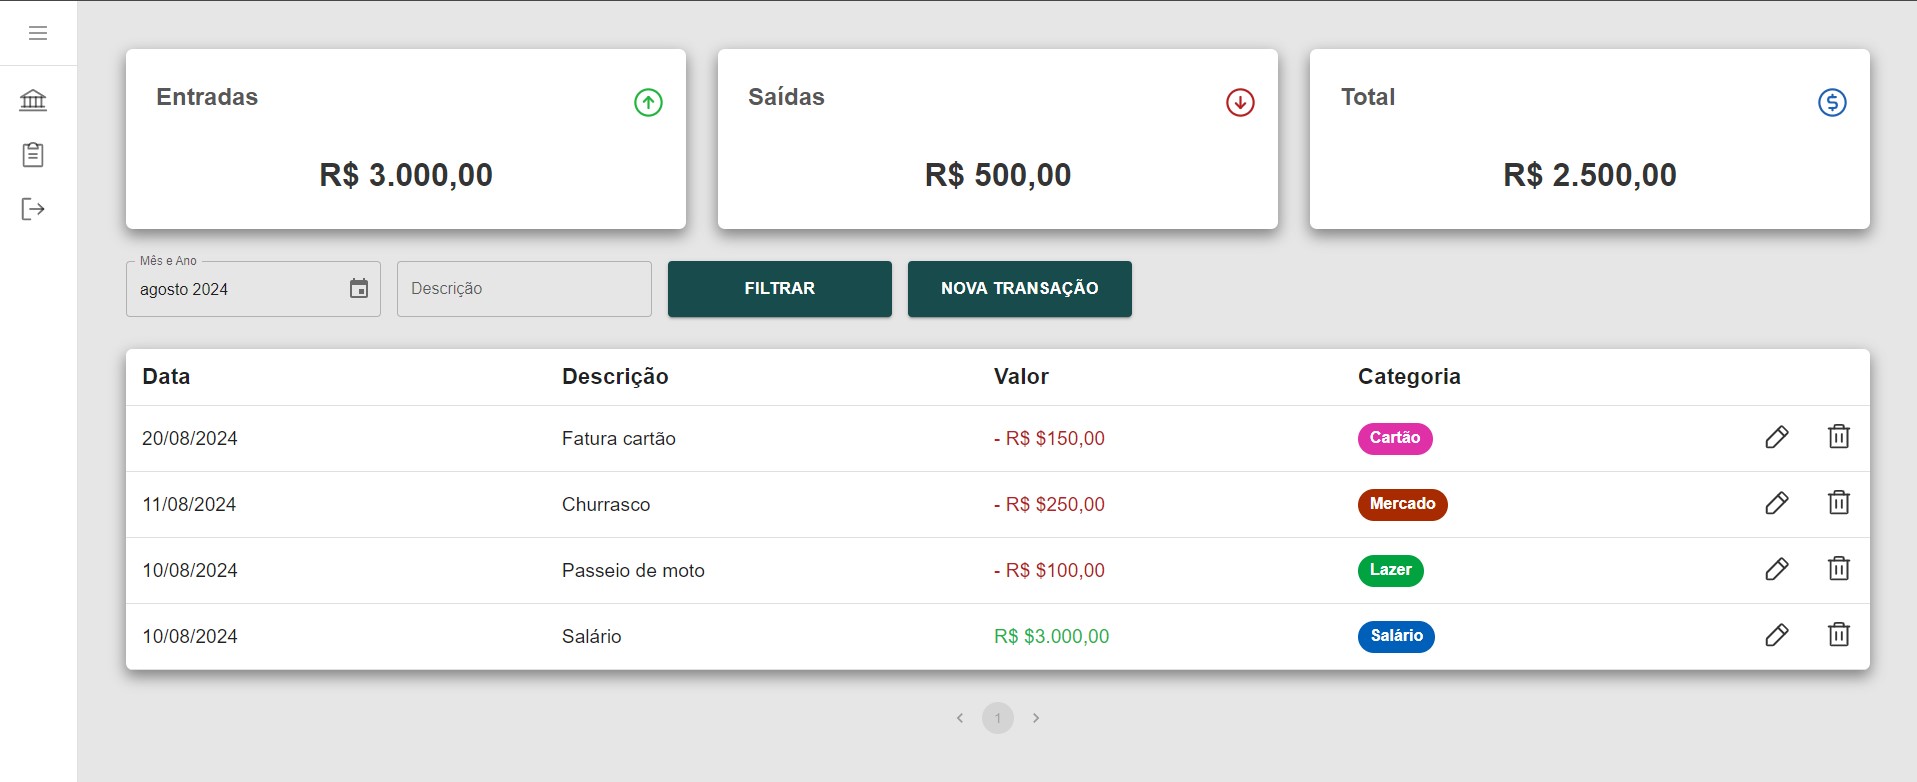 Entradas
R$ 3.000,00
Saídas
R$ 500,00
Total
R$ 2.500,00
Mês e Ano
agosto 2024
Descrição
FILTRAR
NOVA TRANSAÇÃO
Data Descrição Valor Categoria
20/08/2024 Fatura cartão - R$ $150,00 Cartão
11/08/2024 Churrasco - R$ $250,00 Mercado
10/08/2024 Passeio de moto - R$ $100,00 Lazer
10/08/2024 Salário R$ $3.000,00 Salário
1